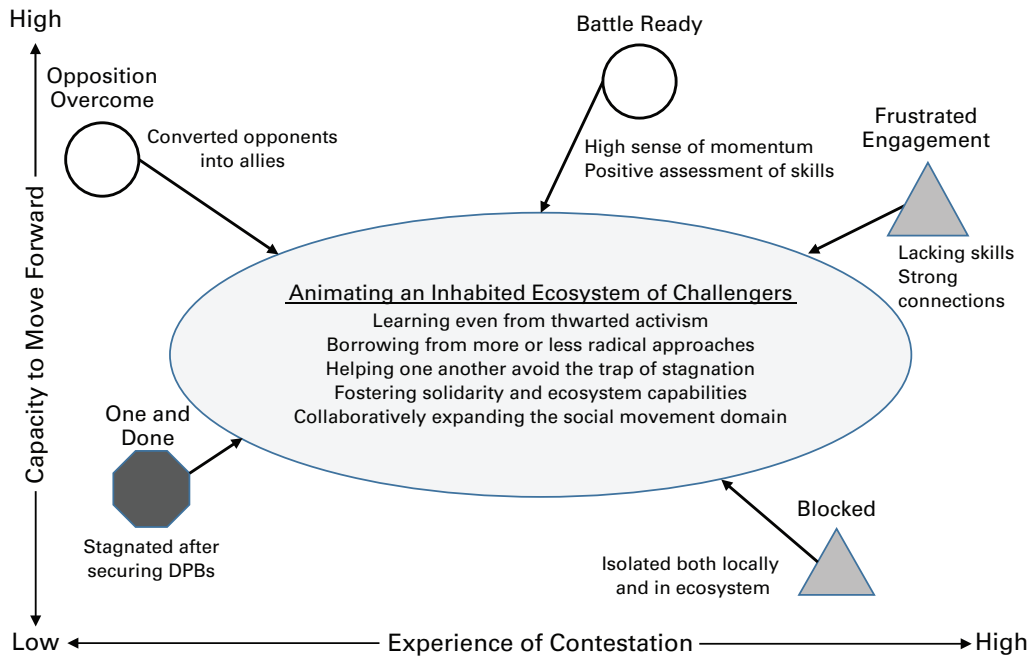 High
Capacity to Move Forward
Low
Opposition
Overcome
Converted opponents
into allies
Battle Ready
High sense of momentum
Positive assessment of skills
Frustrated
Engagement
Lacking skills
Strong
connections
Animating an Inhabited Ecosystem of Challengers
Learning even from thwarted activism
Borrowing from more or less radical approaches
Helping one another avoid the trap of stagnation
Fostering solidarity and ecosystem capabilities
Collaboratively expanding the social movement domain
One and
Done
Stagnated after
securing DPBs
Blocked
Isolated both locally
and in ecosystem
Experience of Contestation
High